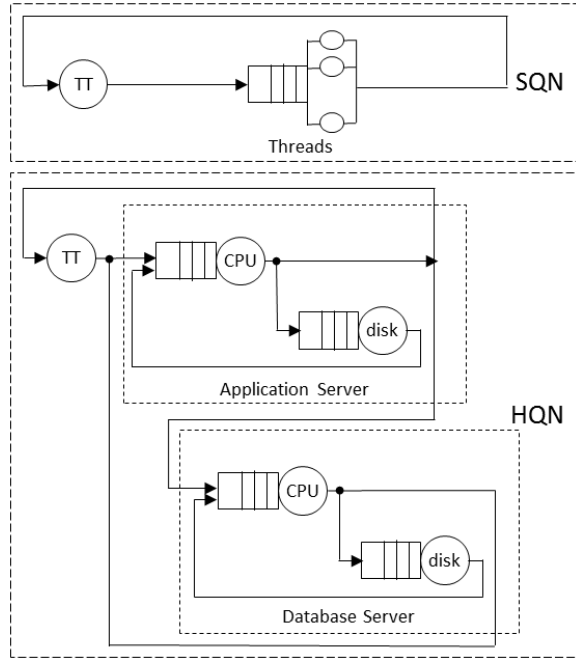 TT
SQN
Threads
TT
CPU
disk
Application Server
HQN
CPU
disk
Database Server